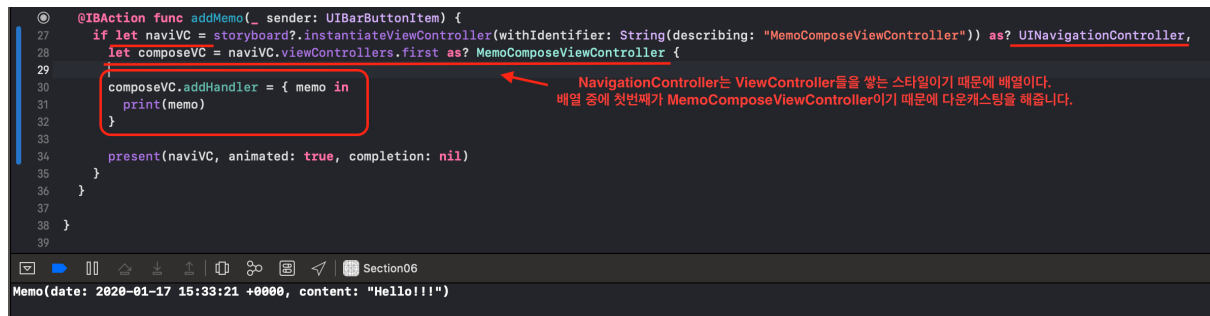 @IBAction func addMemo(_ sender: UIBarButtonItem) {
27 if let naviVC = storyboard?.instantiateViewController(withIdentifier: String(describing: "MemoComposeViewController")) as? UINavigationController,
28 let composeVC = naviVC.viewControllers.first as? MemoComposeViewController {
29
NavigationController는 ViewController들을 쌓는 스타일이기 때문에 배열이다.
30 composeVC.addHandler = { memo in
배열 중에 첫번째가 MemoComposeViewController이기 때문에 다운캐스팅을 해줍니다.
31 print(memo)
32 }
33
34 present(naviVC, animated: true, completion: nil)
35 }
36 }
37
38 }
39
Section06
Memo(date: 2020-01-17 15:33:21 +0000, content: "Hello!!!")